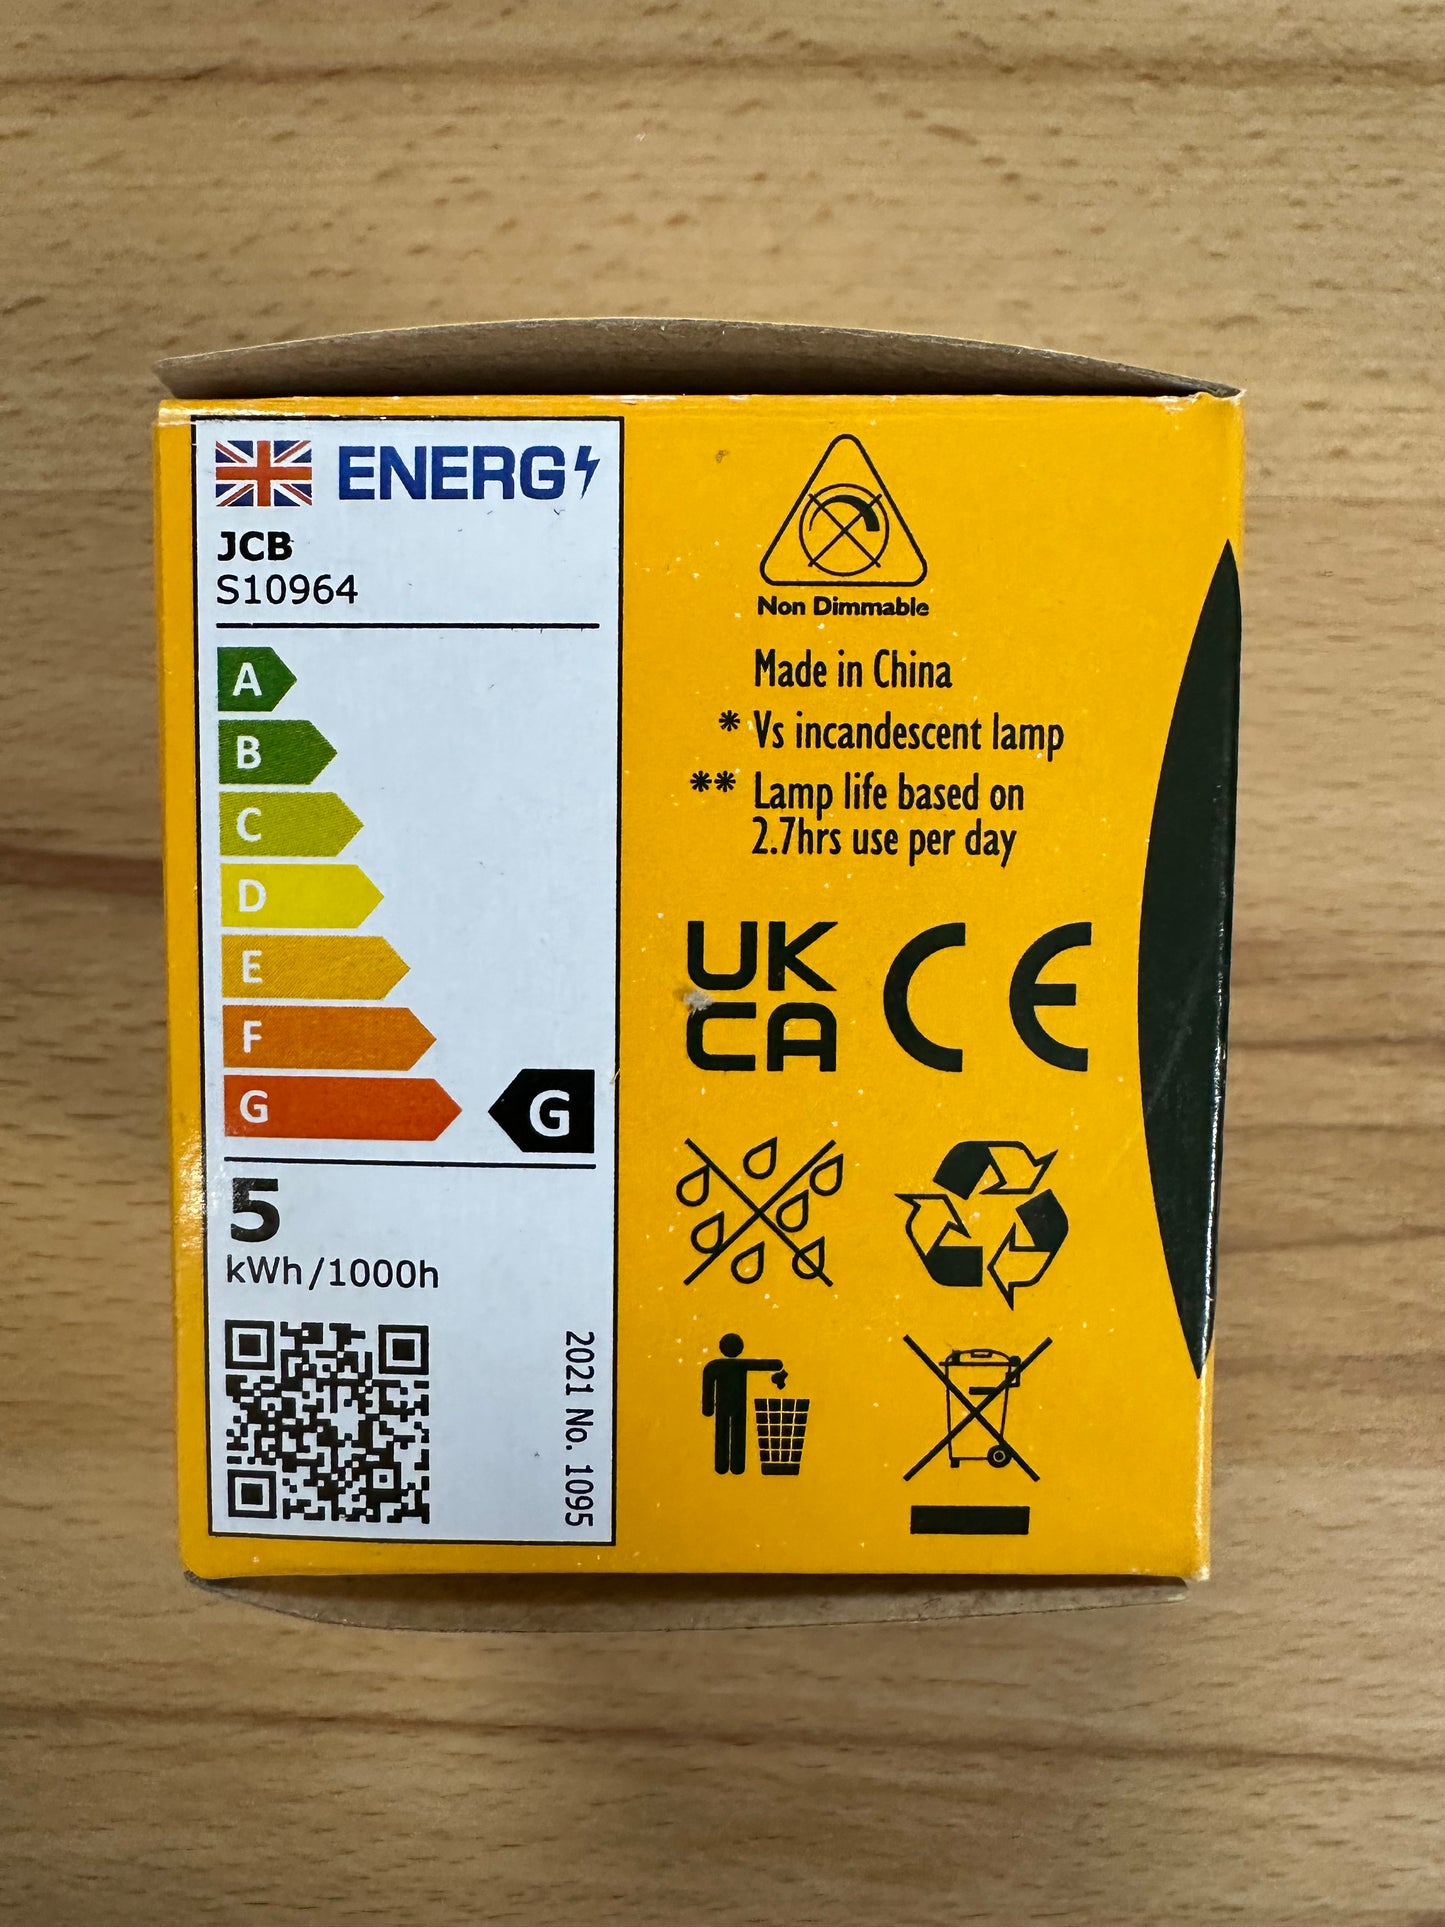 ENERG
JCB
S10964
A
B
C
D
E
F
G
G
5
kWh/1000h
2021 No. 1095
Non Dimmable
Made in China
* Vs incandescent lamp
** Lamp life based on
2.7hrs use per day
UK
CA
CE